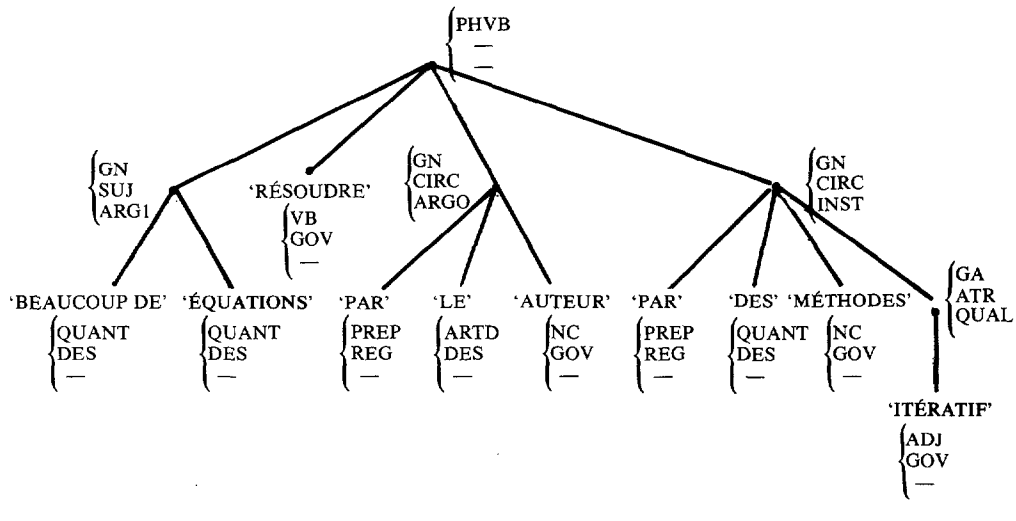 PHVB
—
—
GN
SUJ
ARG1
'RÉSOUDRE'
VB
GOV
—
GN
CIRC
ARGO
GN
CIRC
INST
'BEAUCOUP DE' 'ÉQUATIONS' 'PAR' 'LE' 'AUTEUR' 'PAR' 'DES' 'MÉTHODES'
GA
ATR
QUAL
QUANT QUANT PREP ARTD NC PREP QUANT NC
DES DES REG DES GOV REG DES GOV
— — — — — — — —
'ITÉRATIF'
ADJ
GOV
—